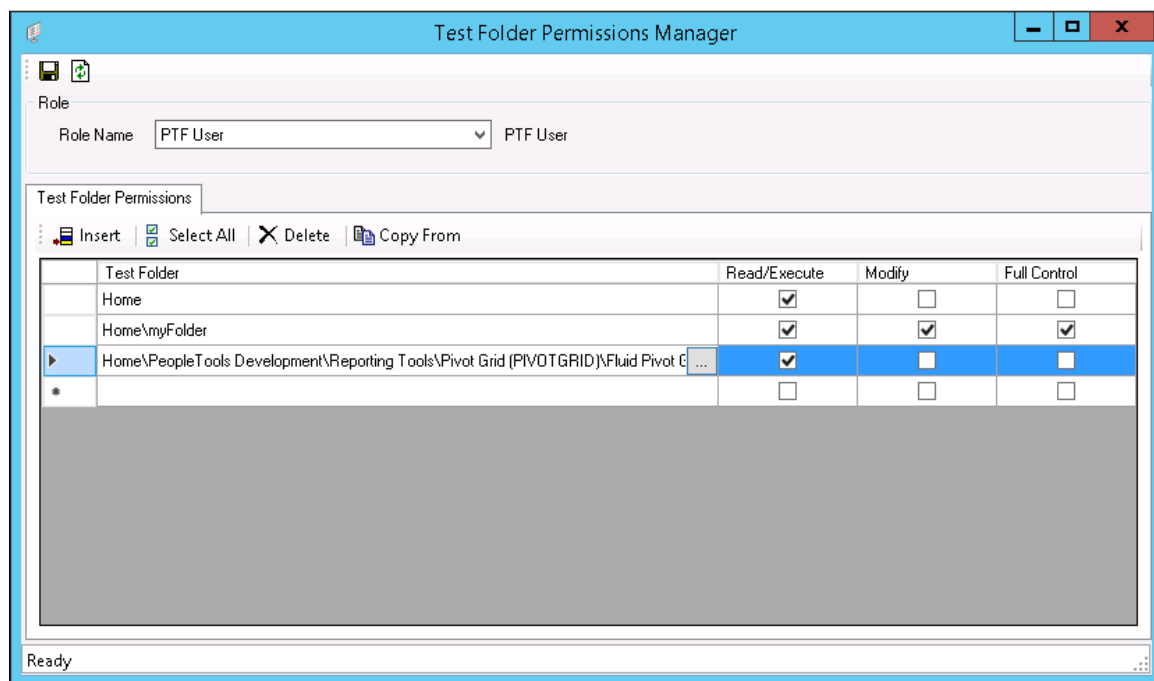 Test Folder Permissions Manager
Role
Role Name PTF User PTF User
Test Folder Permissions
Insert Select All Delete Copy From
Test Folder Read/Execute Modify Full Control
Home
Home\myFolder
Home\PeopleTools Development\Reporting Tools\Pivot Grid (PIVOTGRID)\Fluid Pivot ...
Ready